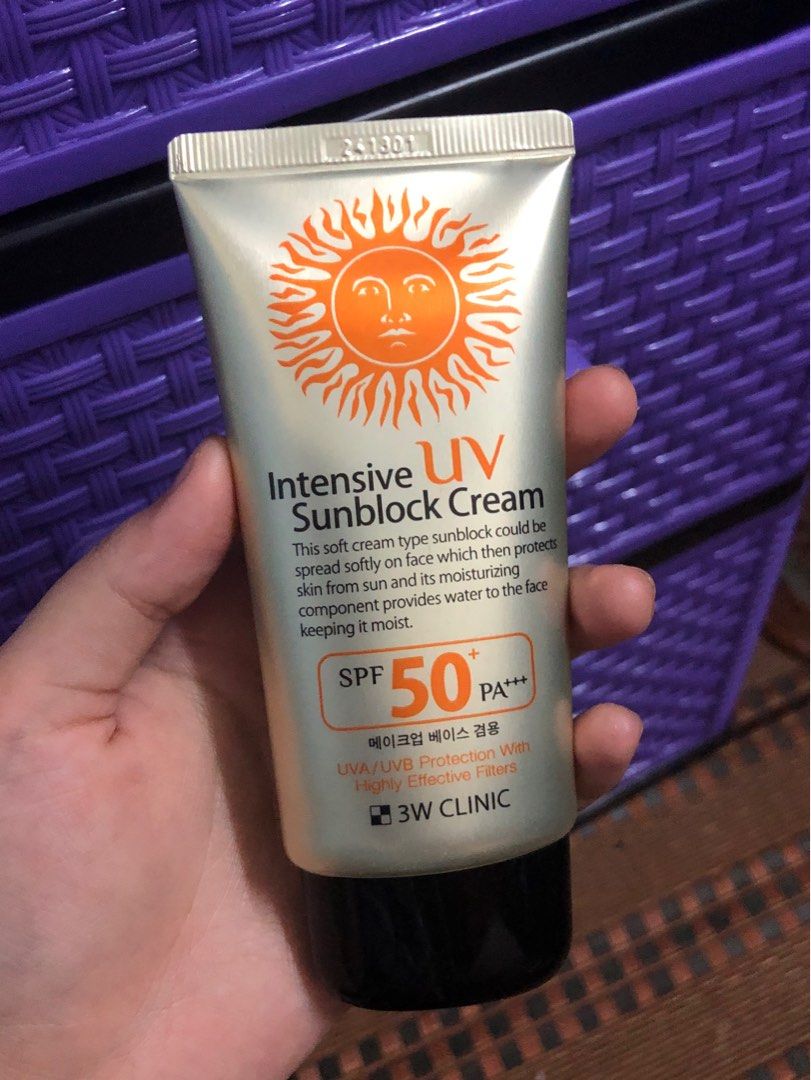 241801
Intensive UV
Sunblock Cream
This soft cream type sunblock could be
spread softly on face which then protects
skin from sun and its moisturizing
component provides water to the face
keeping it moist.
SPF 50+ PA+++
메이크업 베이스 겸용
UVA/UVB Protection With
Highly Effective Filters
3W CLINIC